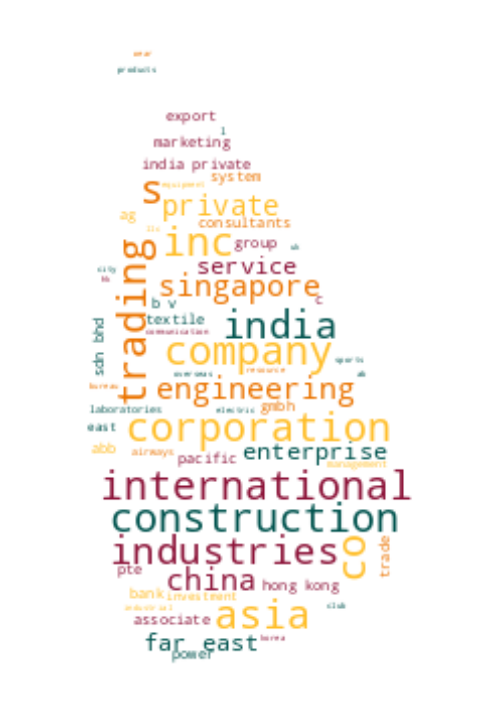 wear
products
export
l
marketing
india private
system
equipment
s
private
ag
consultants
llc
inc
group
uk
service
city
hk
singapore
c
b v
textile
india
communication
trading
sdn bhd
company
sports
overseas
resource
ab
bureau
engineering
laboratories
electric
gmbh
east
corporation
abb
airways
pacific
enterprise
management
international
construction
industries
co
trade
pte
china
hong kong
bank
investment
industrial
club
associate
asia
far east
korea
power